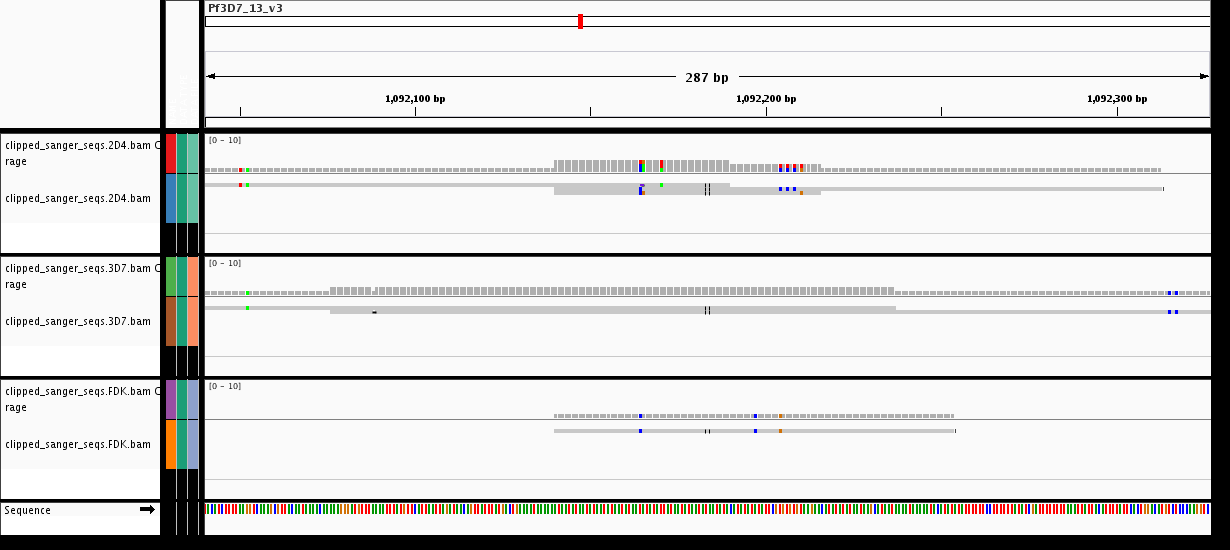 Pf3D7_13_v3
287 bp
1,092,100 bp 1,092,200 bp 1,092,300 bp
clipped_sanger_seqs.2D4.bam C
rage
[0 - 10]
clipped_sanger_seqs.2D4.bam
clipped_sanger_seqs.3D7.bam C
rage
[0 - 10]
clipped_sanger_seqs.3D7.bam
clipped_sanger_seqs.FDK.bam C
rage
[0 - 10]
clipped_sanger_seqs.FDK.bam
Sequence